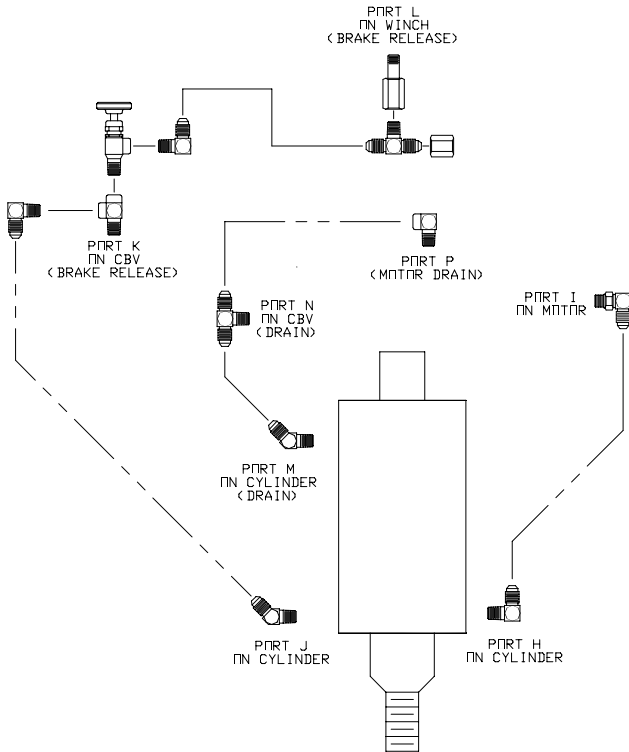 PORT L
ON WINCH
(BRAKE RELEASE)
PORT K
ON CBV
(BRAKE RELEASE)
PORT P
(MOTOR DRAIN)
PORT N
ON CBV
(DRAIN)
PORT I
ON MOTOR
PORT M
ON CYLINDER
(DRAIN)
PORT J
ON CYLINDER
PORT H
ON CYLINDER